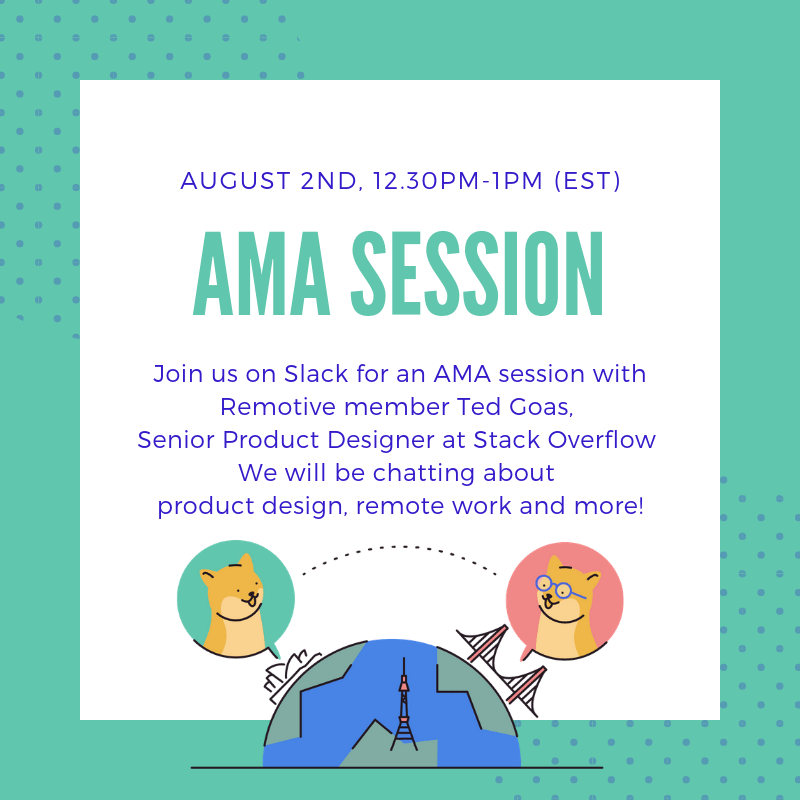 AUGUST 2ND, 12.30PM-1PM (EST)
AMA SESSION
Join us on Slack for an AMA session with
Remotive member Ted Goas,
Senior Product Designer at Stack Overflow
We will be chatting about
product design, remote work and more!